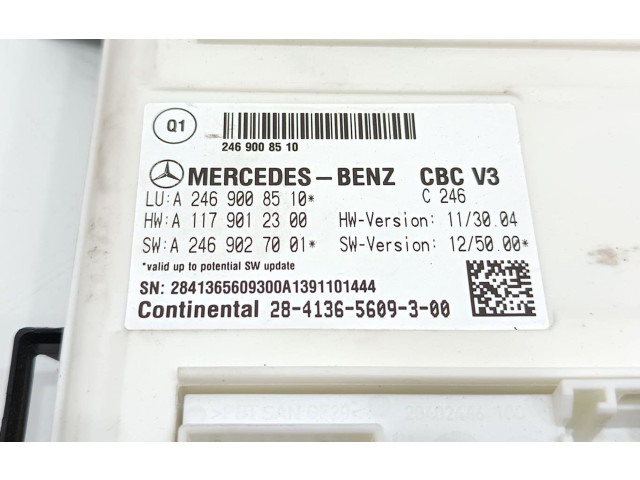 Q1
246 900 85 10
MERCEDES-BENZ CBC V3
LU:A 246 900 85 10* C 246
HW:A 117 901 23 00 HW-Version: 11/30.04
SW:A 246 902 70 01* SW-Version: 12/50.00*
*valid up to potential SW update
SN: 2841365609300A1391101444
Continental 28-4136-5609-3-00